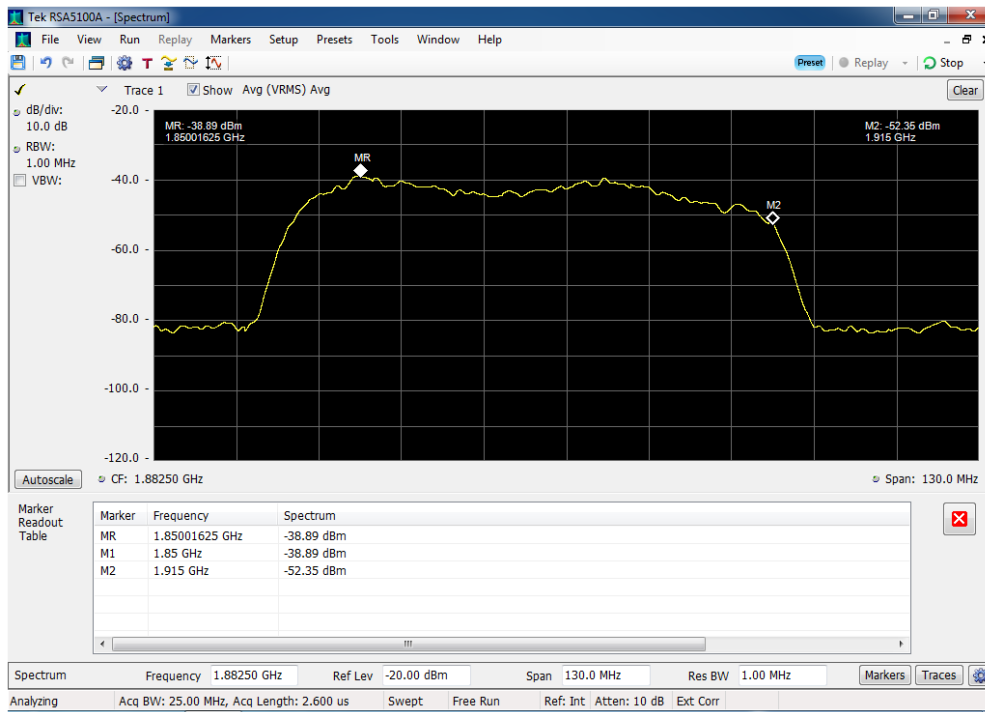 Tek RSA5100A - [Spectrum]
File View Run Replay Markers Setup Presets Tools Window Help
T Preset Replay Stop
Trace 1 Show Avg (VRMS) Avg Clear
dB/div:
10.0 dB
RBW:
1.00 MHz
VBW:
-20.0
-40.0
-60.0
-80.0
-100.0
-120.0
MR: -38.89 dBm
1.85001625 GHz
M2: -52.35 dBm
1.915 GHz
MR
M2
Autoscale CF: 1.88250 GHz Span: 130.0 MHz
Marker
Readout
Table
Marker Frequency Spectrum
MR 1.85001625 GHz -38.89 dBm
M1 1.85 GHz -38.89 dBm
M2 1.915 GHz -52.35 dBm
Spectrum Frequency 1.88250 GHz Ref Lev -20.00 dBm Span 130.0 MHz Res BW 1.00 MHz Markers Traces
Analyzing Acq BW: 25.00 MHz, Acq Length: 2.600 us Swept Free Run Ref: Int Atten: 10 dB Ext Corr